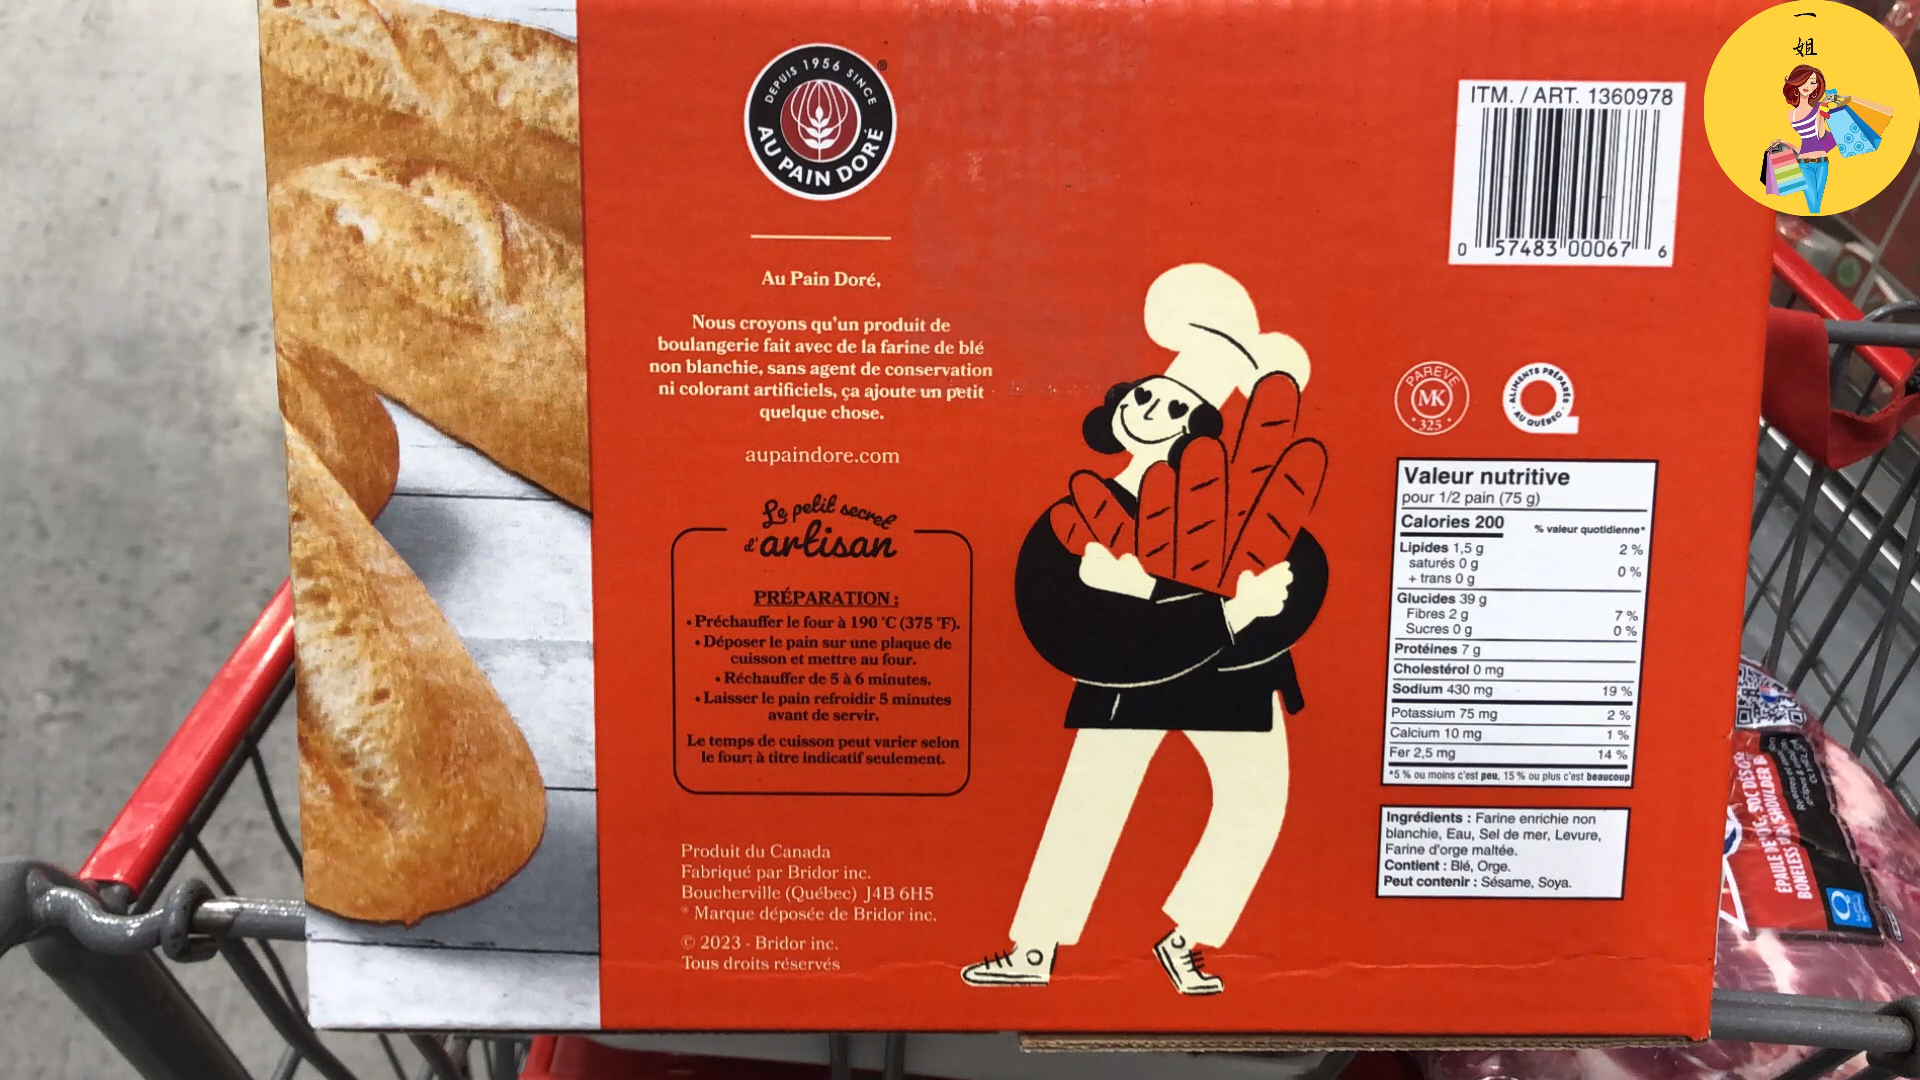 DEPUIS 1956 SINCE
AU PAIN DORÉ
®
Au Pain Doré,
Nous croyons qu'un produit de
boulangerie fait avec de la farine de blé
non blanchie, sans agent de conservation
ni colorant artificiels, ça ajoute un petit
quelque chose.
aupaindore.com
Le petit secret
d'artisan
PRÉPARATION :
• Préchauffer le four à 190 °C (375 °F).
• Déposer le pain sur une plaque de
cuisson et mettre au four.
• Réchauffer de 5 à 6 minutes.
• Laisser le pain refroidir 5 minutes
avant de servir.
Le temps de cuisson peut varier selon
le four; à titre indicatif seulement.
Produit du Canada
Fabriqué par Bridor inc.
Boucherville (Québec) J4B 6H5
® Marque déposée de Bridor inc.
© 2023 - Bridor inc.
Tous droits réservés
ITM. / ART. 1360978
0 57483 00067 6
PAREVE
MK
325
ALIMENTS PRÉPARÉS
AU QUÉBEC
Valeur nutritive
pour 1/2 pain (75 g)
Calories 200 % valeur quotidienne*
Lipides 1,5 g 2 %
saturés 0 g 0 %
+ trans 0 g
Glucides 39 g
Fibres 2 g 7 %
Sucres 0 g 0 %
Protéines 7 g
Cholestérol 0 mg
Sodium 430 mg 19 %
Potassium 75 mg 2 %
Calcium 10 mg 1 %
Fer 2,5 mg 14 %
*5 % ou moins c'est peu, 15 % ou plus c'est beaucoup
Ingrédients : Farine enrichie non
blanchie, Eau, Sel de mer, Levure,
Farine d'orge maltée.
Contient : Blé, Orge.
Peut contenir : Sésame, Soya.
一
姐
ÉPAULE DE
BONELESS SHOULDER